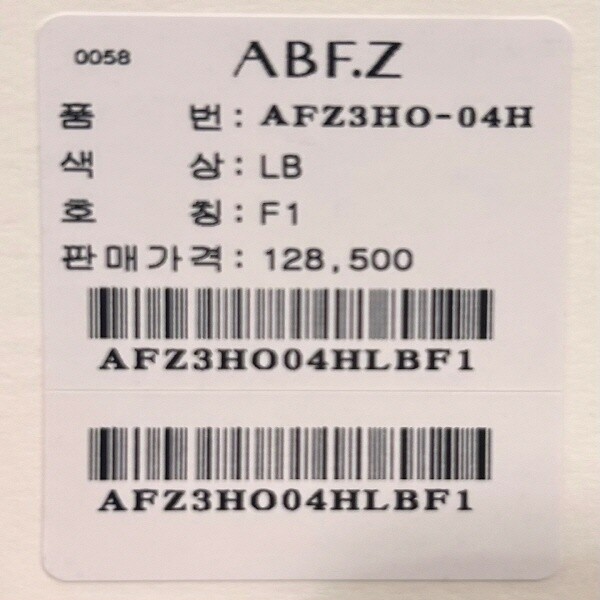 0058 ABF.Z
품 번 : AFZ3HO-04H
색 상 : LB
호 칭 : F1
판매가격 : 128,500
AFZ3HO04HLBF1
AFZ3HO04HLBF1